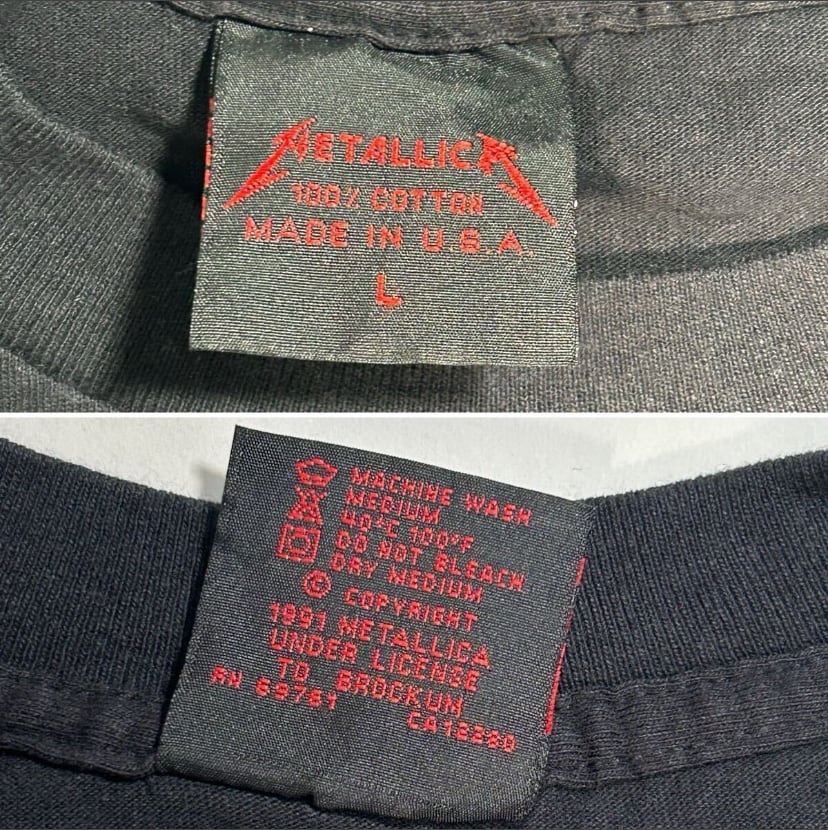 METALLICA
100% COTTON
MADE IN U.S.A.
L
MACHINE WASH
MEDIUM
40°C 100°F
DO NOT BLEACH
DRY MEDIUM
© COPYRIGHT
1991 METALLICA
UNDER LICENSE
TO BROCKUM
RN 69761